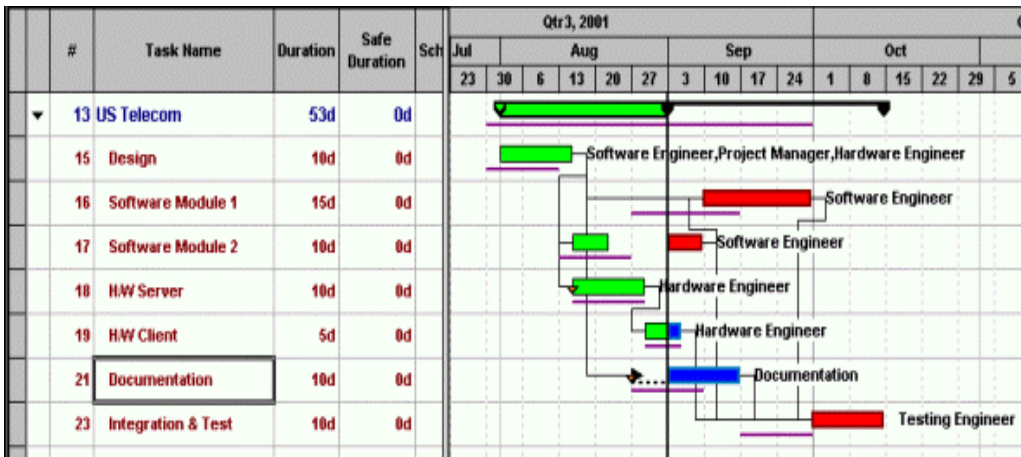 Qtr3, 2001
# Task Name Duration Safe Duration Sch Jul Aug Sep Oct
23 30 6 13 20 27 3 10 17 24 1 8 15 22 29 5
13 US Telecom 53d 0d
15 Design 10d 0d Software Engineer,Project Manager,Hardware Engineer
16 Software Module 1 15d 0d Software Engineer
17 Software Module 2 10d 0d Software Engineer
18 H/W Server 10d 0d Hardware Engineer
19 H/W Client 5d 0d Hardware Engineer
21 Documentation 10d 0d Documentation
23 Integration & Test 10d 0d Testing Engineer